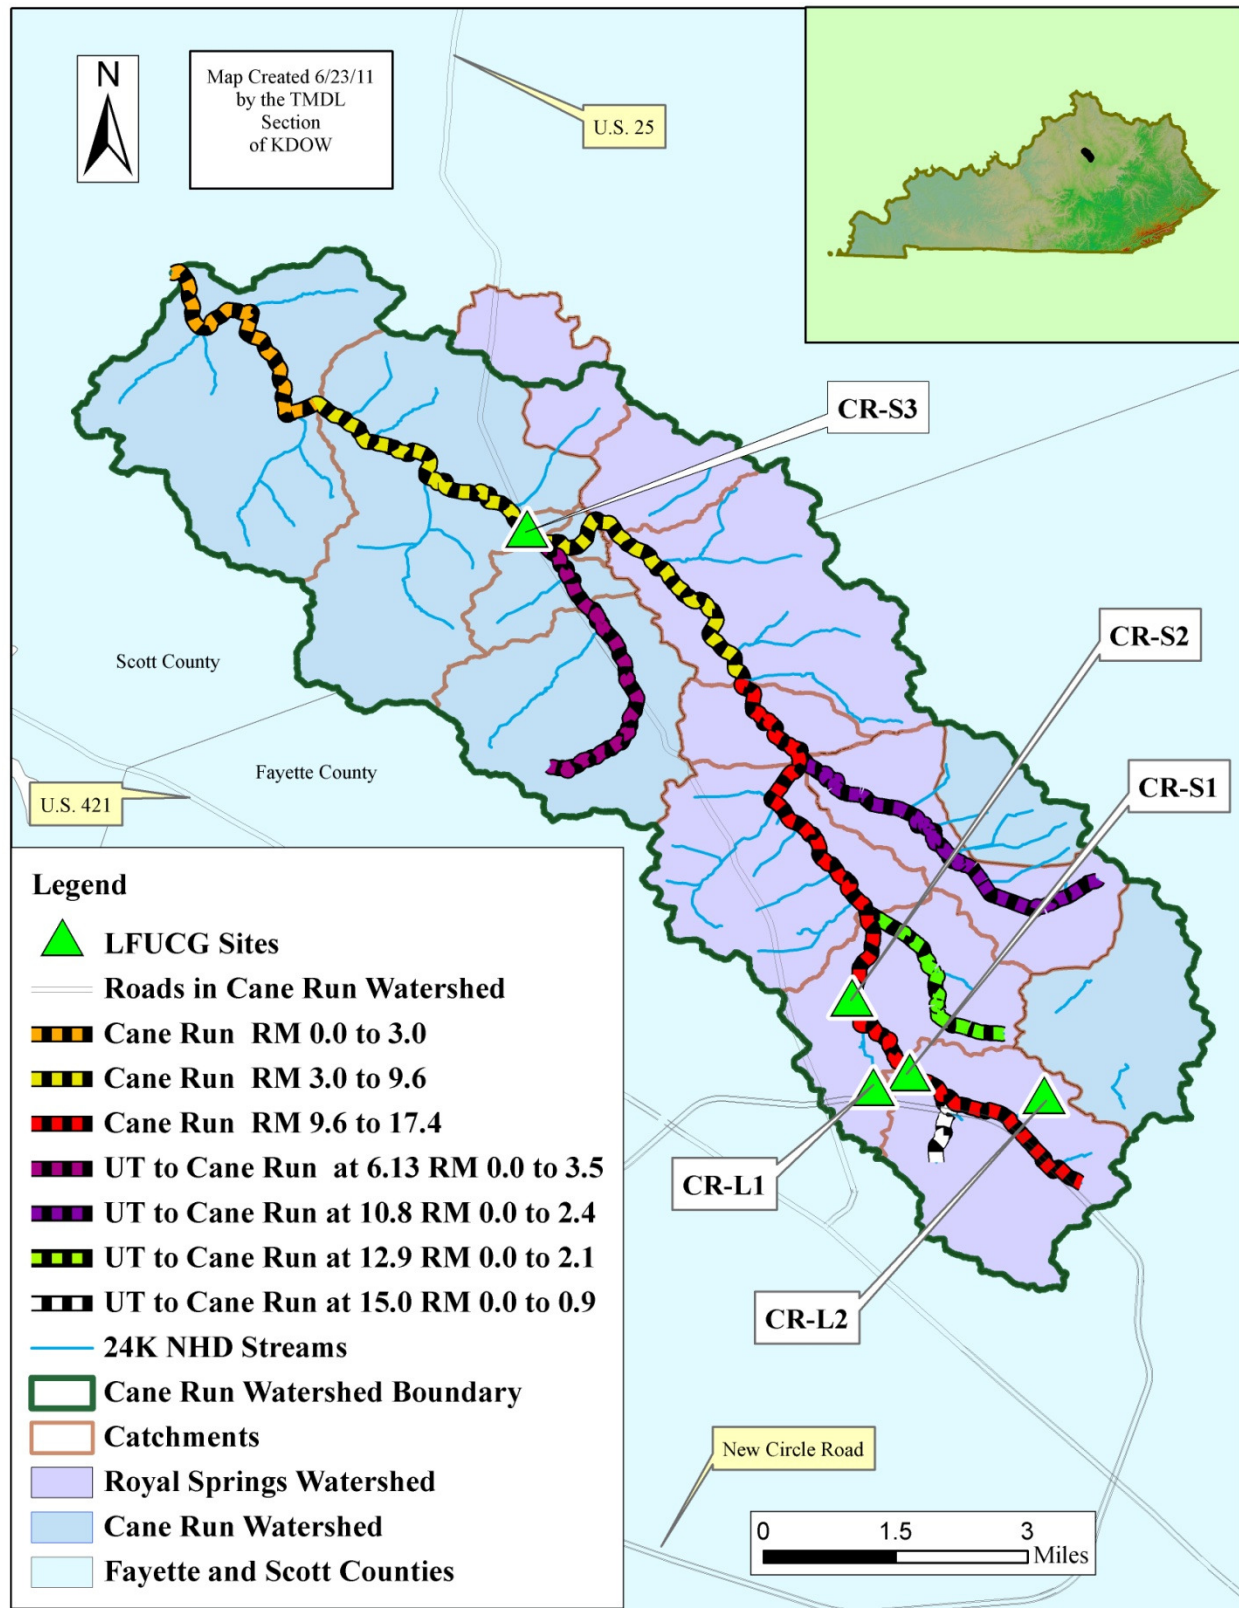 N
Map Created 6/23/11
by the TMDL
Section
of KDOW
U.S. 25
CR-S3
CR-S2
Scott County
Fayette County
CR-S1
U.S. 421
Legend
LFUCG Sites
Roads in Cane Run Watershed
Cane Run RM 0.0 to 3.0
Cane Run RM 3.0 to 9.6
Cane Run RM 9.6 to 17.4
UT to Cane Run at 6.13 RM 0.0 to 3.5
UT to Cane Run at 10.8 RM 0.0 to 2.4
UT to Cane Run at 12.9 RM 0.0 to 2.1
UT to Cane Run at 15.0 RM 0.0 to 0.9
24K NHD Streams
Cane Run Watershed Boundary
Catchments
Royal Springs Watershed
Cane Run Watershed
Fayette and Scott Counties
CR-L1
CR-L2
New Circle Road
0 1.5 3
Miles